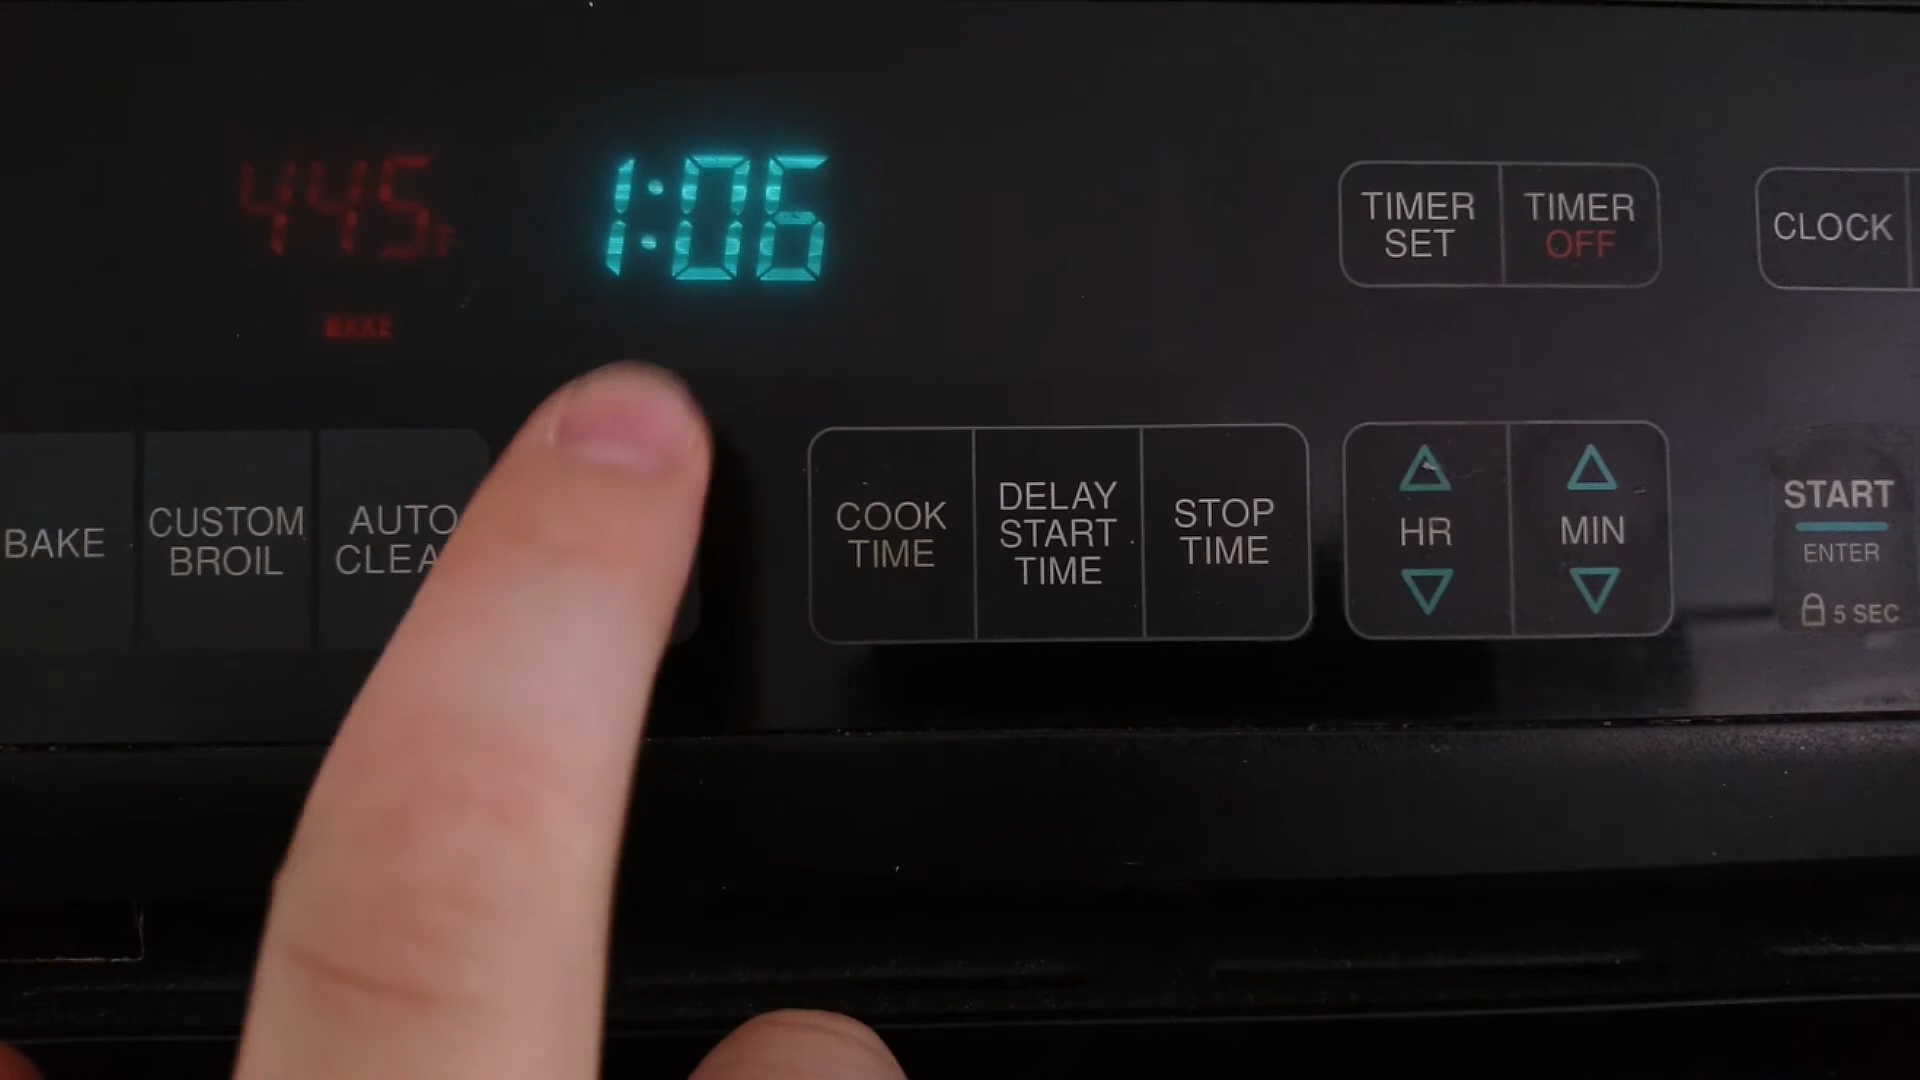 445F
1:06
BAKE
TIMER
SET
TIMER
OFF
CLOCK
BAKE
CUSTOM
BROIL
AUTO
CLEA
COOK
TIME
DELAY
START
TIME
STOP
TIME
HR
MIN
START
ENTER
5 SEC